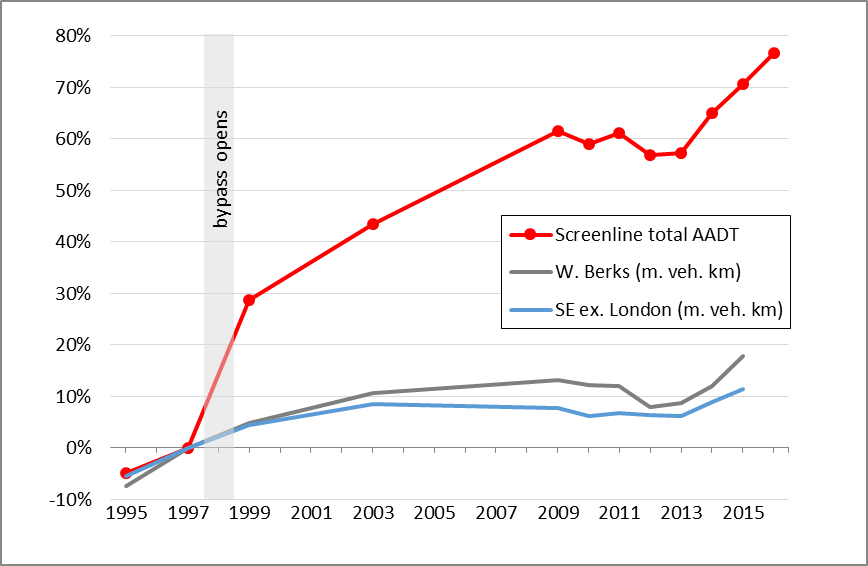 80%
70%
60%
50%
40%
30%
20%
10%
0%
-10%
bypass opens
Screenline total AADT
W. Berks (m. veh. km)
SE ex. London (m. veh. km)
1995 1997 1999 2001 2003 2005 2007 2009 2011 2013 2015